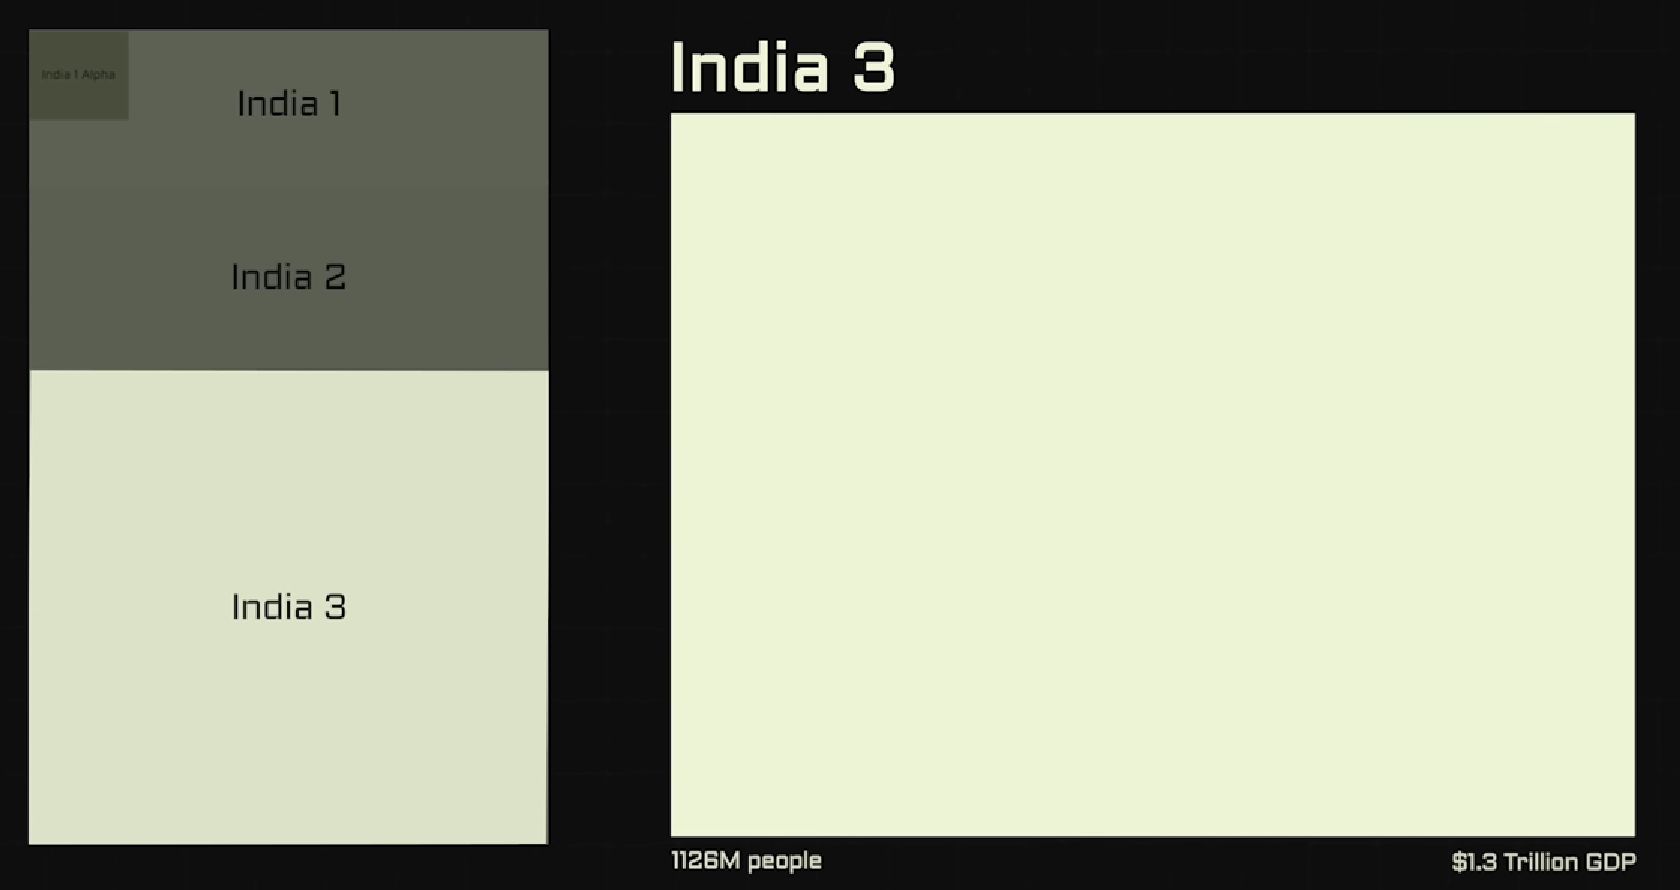 India 1 Alpha
India 1
India 2
India 3
India 3
1126M people
$1.3 Trillion GDP